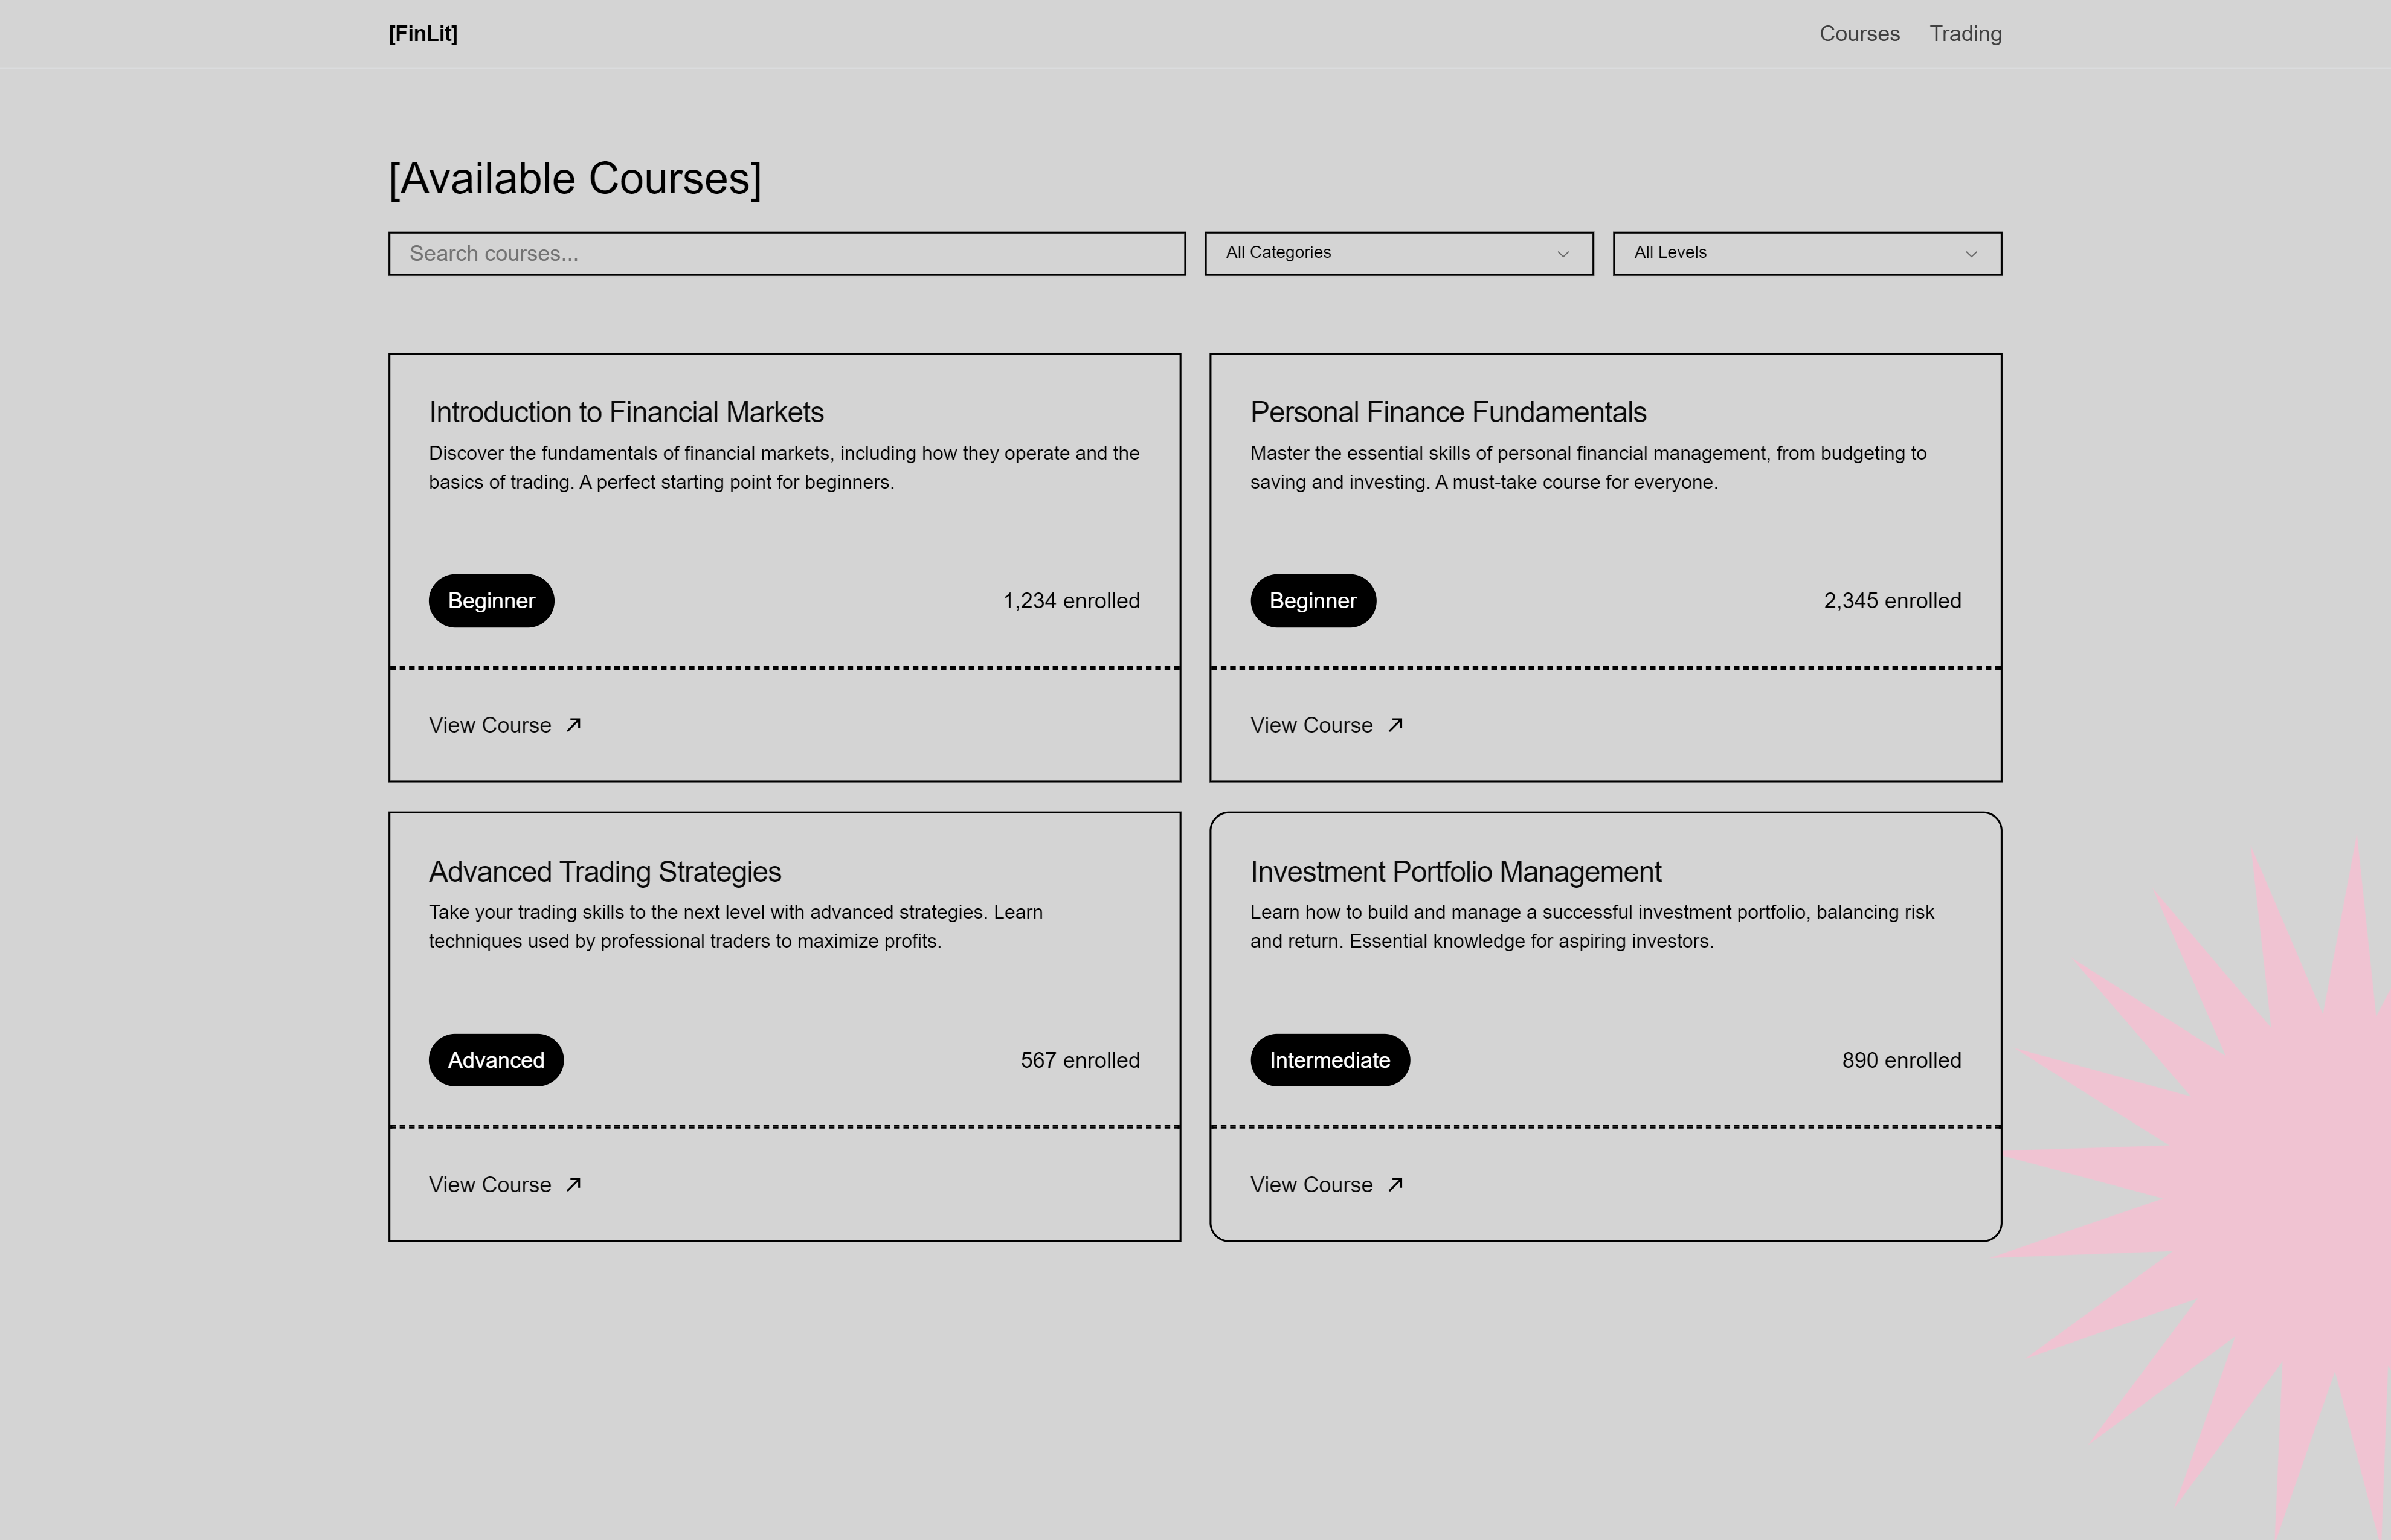 [FinLit]
Courses
Trading
[Available Courses]
Search courses...
All Categories
All Levels
Introduction to Financial Markets
Discover the fundamentals of financial markets, including how they operate and the
basics of trading. A perfect starting point for beginners.
Beginner
1,234 enrolled
View Course
Personal Finance Fundamentals
Master the essential skills of personal financial management, from budgeting to
saving and investing. A must-take course for everyone.
Beginner
2,345 enrolled
View Course
Advanced Trading Strategies
Take your trading skills to the next level with advanced strategies. Learn
techniques used by professional traders to maximize profits.
Advanced
567 enrolled
View Course
Investment Portfolio Management
Learn how to build and manage a successful investment portfolio, balancing risk
and return. Essential knowledge for aspiring investors.
Intermediate
890 enrolled
View Course